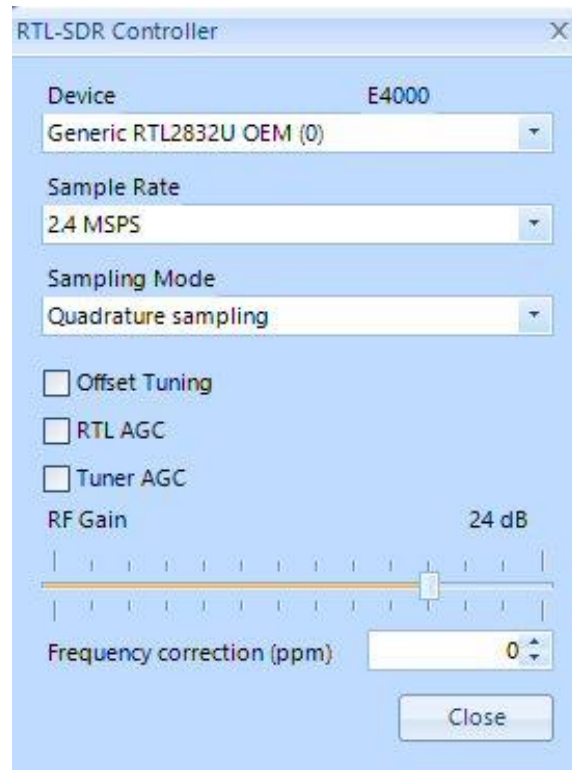 RTL-SDR Controller X
Device E4000
Generic RTL2832U OEM (0)
Sample Rate
2.4 MSPS
Sampling Mode
Quadrature sampling
Offset Tuning
RTL AGC
Tuner AGC
RF Gain 24 dB
Frequency correction (ppm) 0
Close